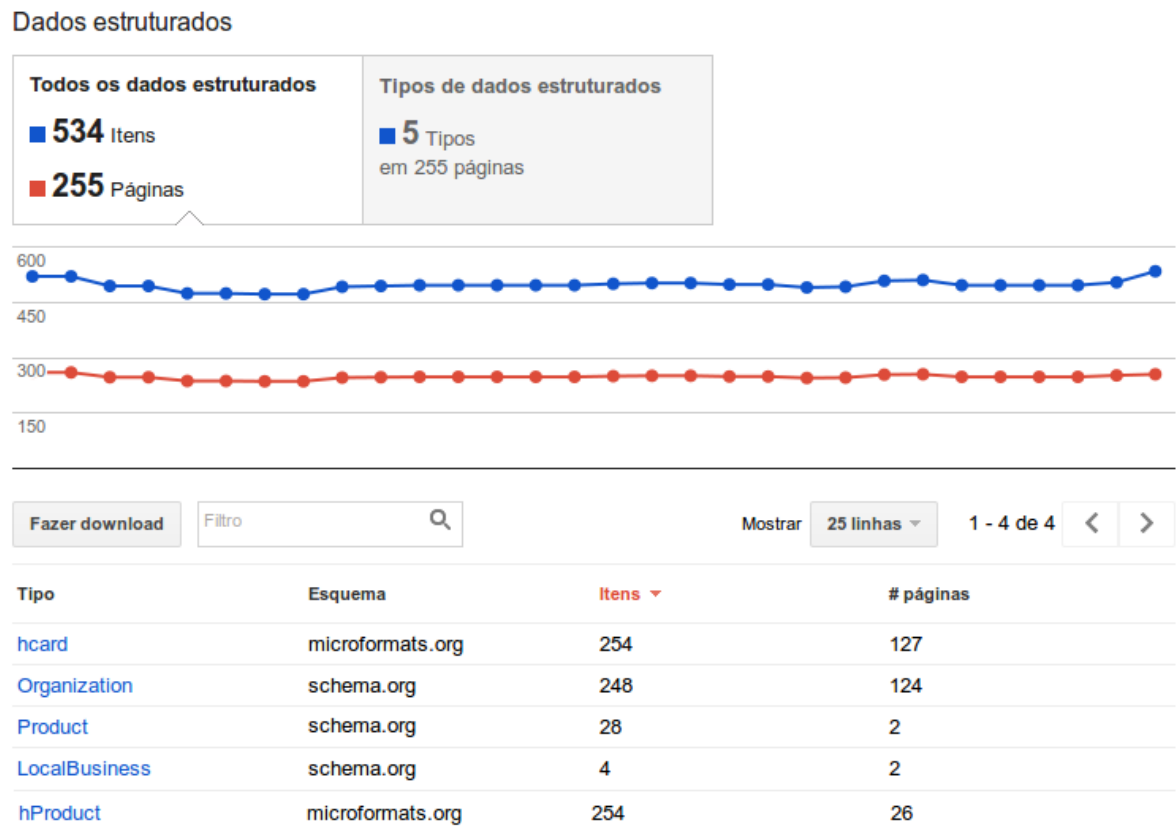 Dados estruturados
Todos os dados estruturados
534 Itens
255 Páginas
Tipos de dados estruturados
5 Tipos
em 255 páginas
600
450
300
150
Fazer download
Filtro
Mostrar 25 linhas 1 - 4 de 4
Tipo Esquema Itens # páginas
hcard microformats.org 254 127
Organization schema.org 248 124
Product schema.org 28 2
LocalBusiness schema.org 4 2
hProduct microformats.org 254 26